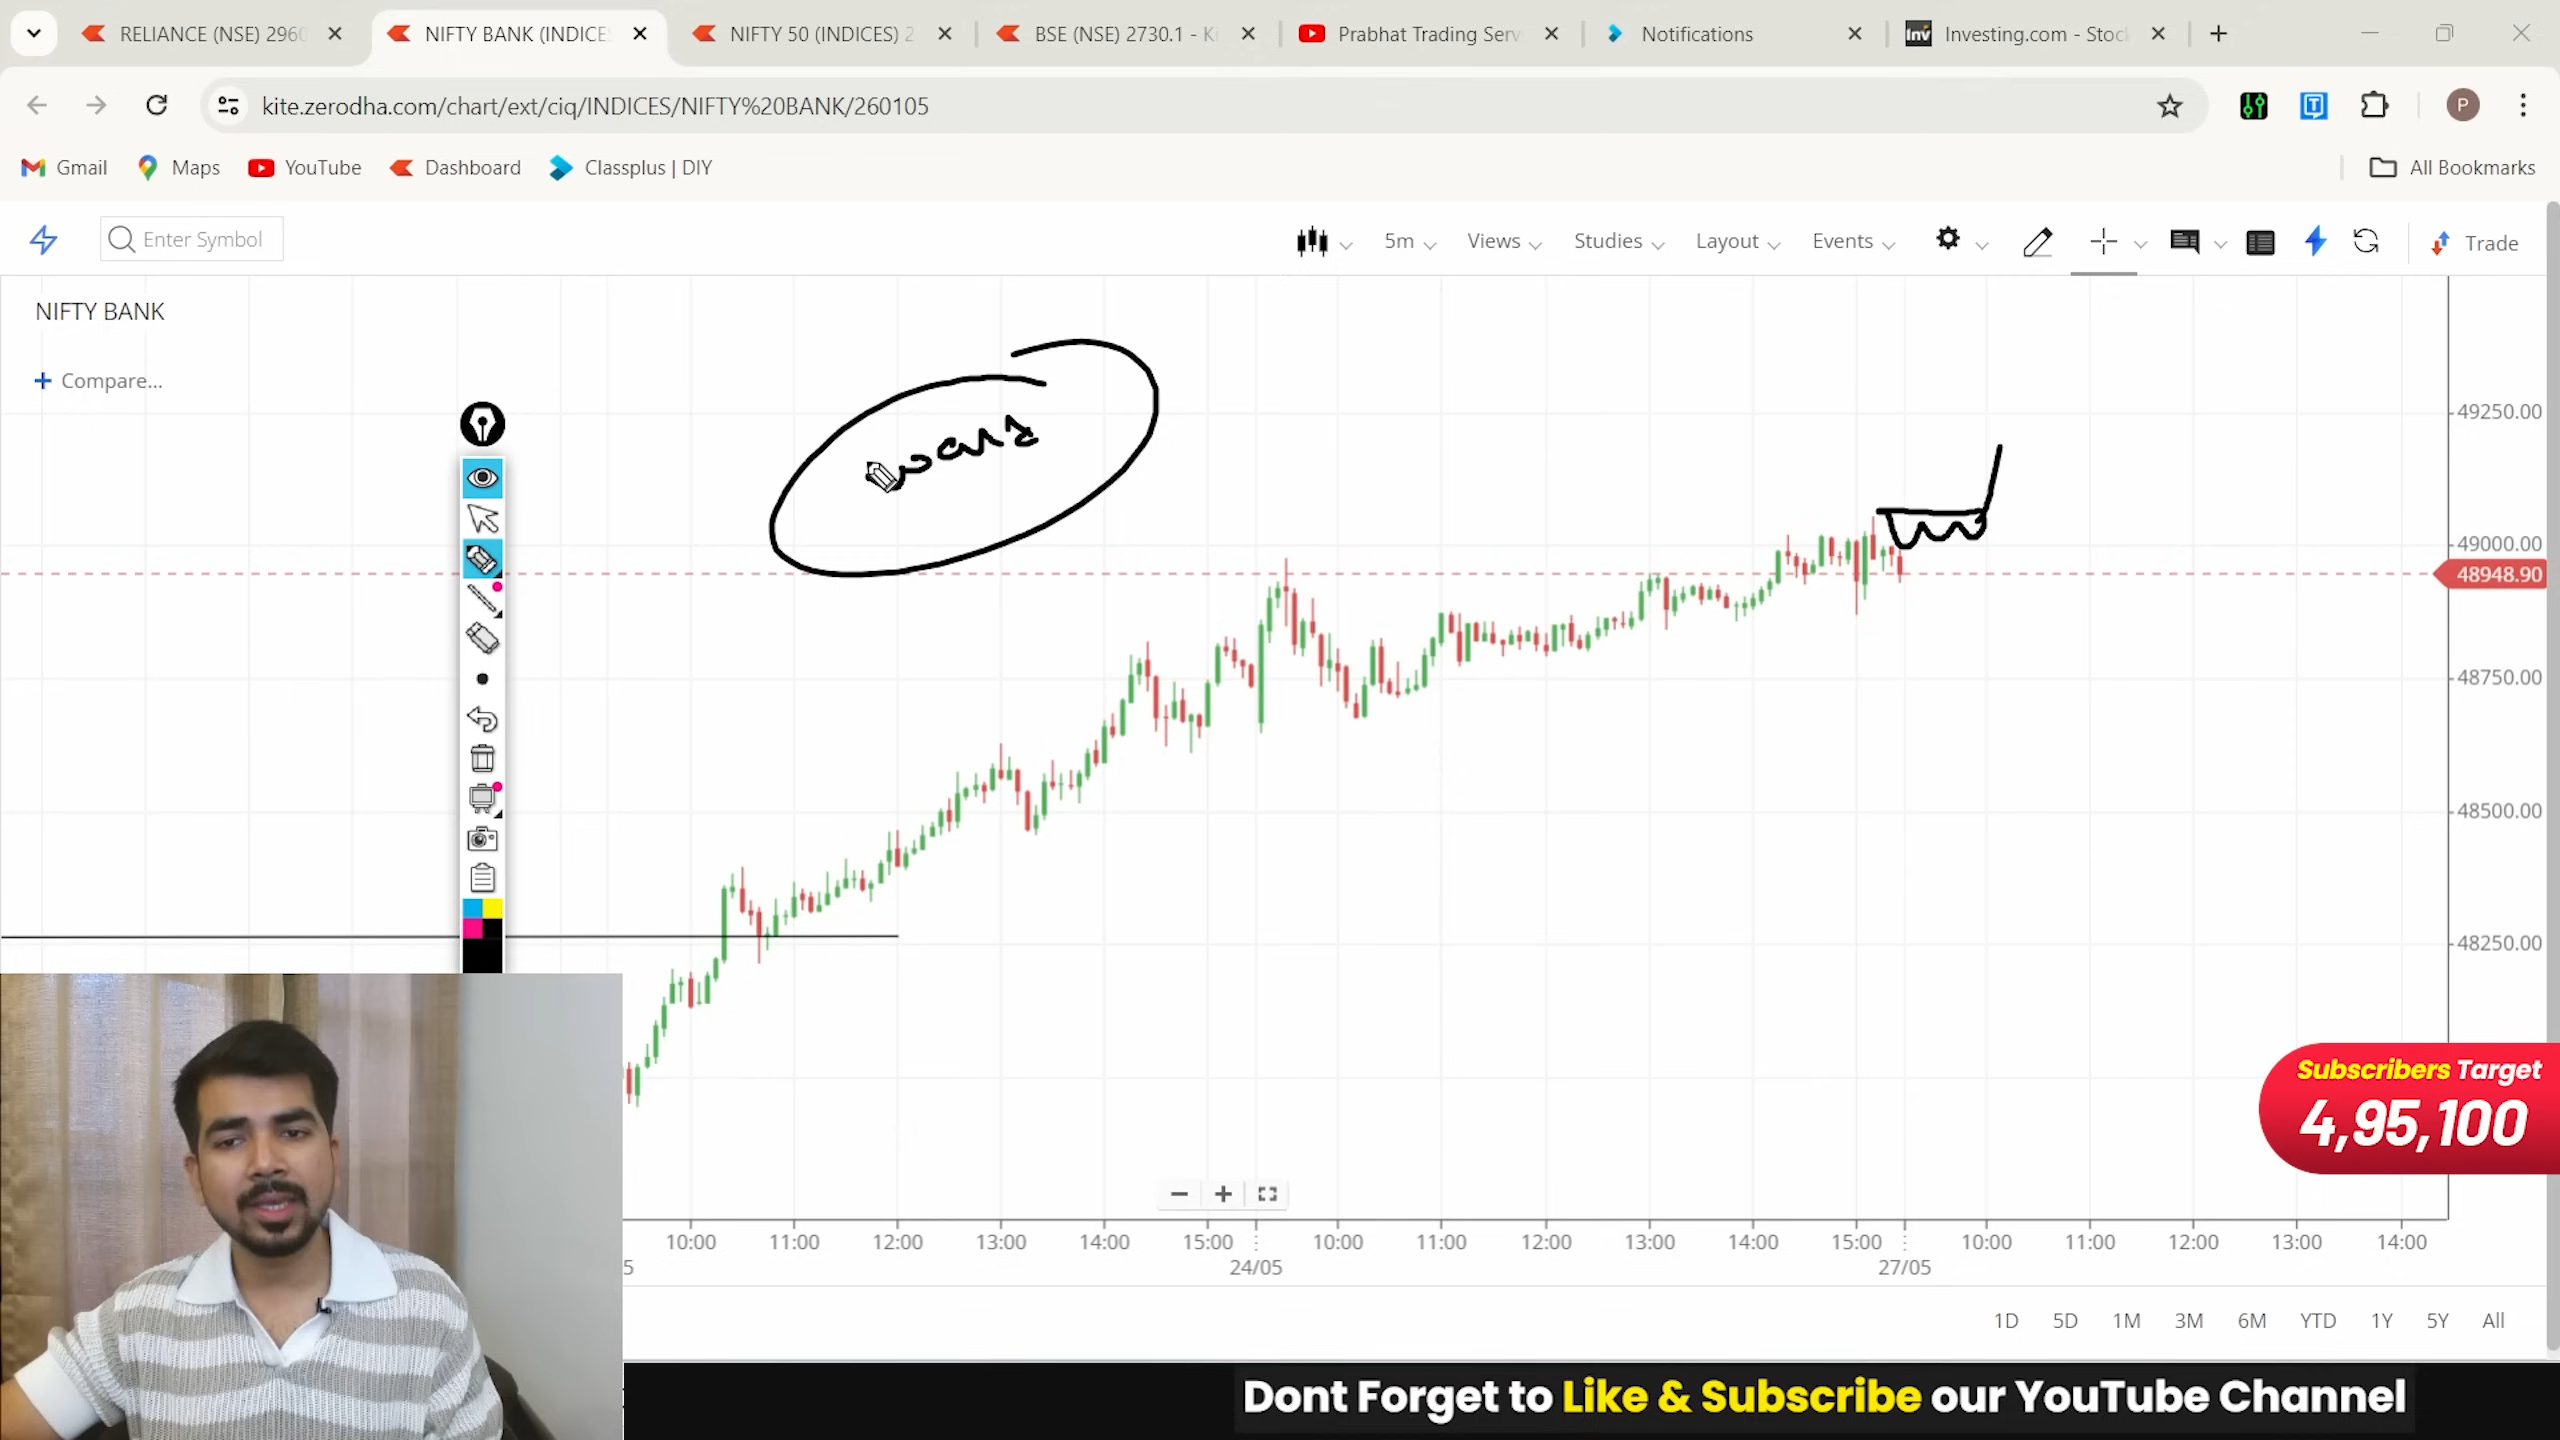 RELIANCE (NSE) 2960
NIFTY BANK (INDICES
NIFTY 50 (INDICES) 2
BSE (NSE) 2730.1 - Ki
Prabhat Trading Serv
Notifications
Investing.com - Stoc
kite.zerodha.com/chart/ext/ciq/INDICES/NIFTY%20BANK/260105
P
Gmail
Maps
YouTube
Dashboard
Classplus | DIY
All Bookmarks
Enter Symbol
5m
Views
Studies
Layout
Events
Trade
NIFTY BANK
+ Compare...
49250.00
49000.00
48948.90
48750.00
48500.00
48250.00
Subscribers Target
4,95,100
10:00 11:00 12:00 13:00 14:00 15:00 10:00 11:00 12:00 13:00 14:00 15:00 10:00 11:00 12:00 13:00 14:00
5 24/05 27/05
1D 5D 1M 3M 6M YTD 1Y 5Y All
Dont Forget to Like & Subscribe our YouTube Channel